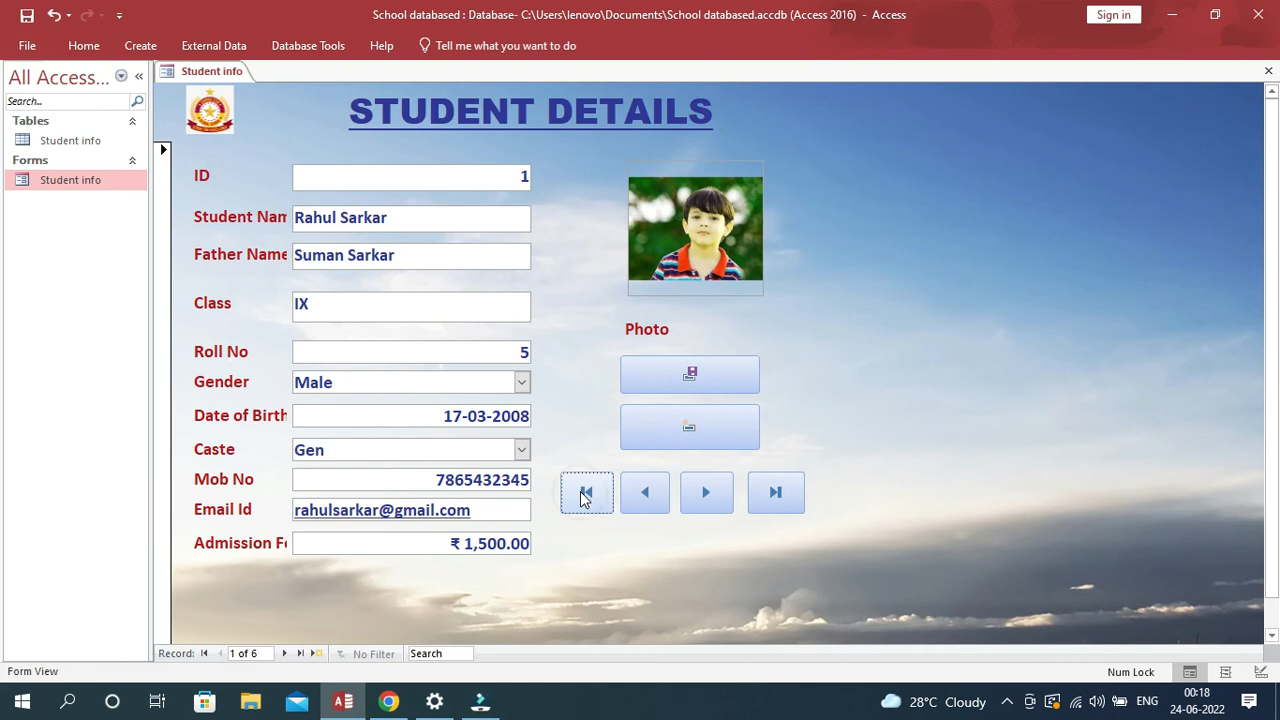 School databased : Database- C:\Users\lenovo\Documents\School databased.accdb (Access 2016) - Access
Sign in
File Home Create External Data Database Tools Help Tell me what you want to do
All Access...
Search...
Tables
Student info
Forms
Student info
Student info
STUDENT DETAILS
ID 1
Student Nam Rahul Sarkar
Father Name Suman Sarkar
Class IX
Photo
Roll No 5
Gender Male
Date of Birth 17-03-2008
Caste Gen
Mob No 7865432345
Email Id rahulsarkar@gmail.com
Admission Fe ₹ 1,500.00
Record: 1 of 6 No Filter Search
Form View
Num Lock
28°C Cloudy ENG 00:18
24-06-2022